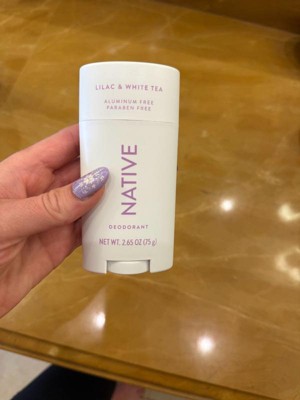 LILAC & WHITE TEA
ALUMINUM FREE
PARABEN FREE
NATIVE
DEODORANT
NET WT. 2.65 OZ (75 g)